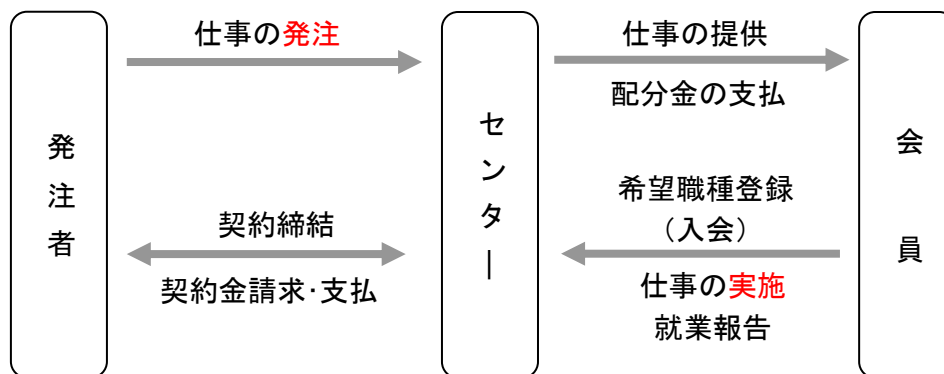 発注者
仕事の発注
契約締結
契約金請求・支払
センター
仕事の提供
配分金の支払
希望職種登録
（入会）
仕事の実施
就業報告
会員